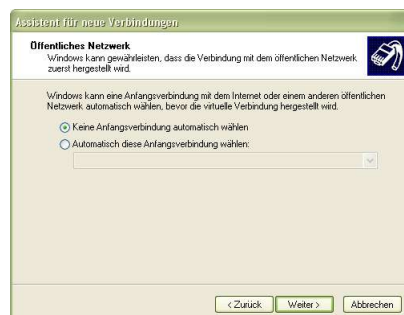 Assistent für neue Verbindungen
Öffentliches Netzwerk
Windows kann gewährleisten, dass die Verbindung mit dem öffentlichen Netzwerk
zuerst hergestellt wird.
Windows kann eine Anfangsverbindung mit dem Internet oder einem anderen öffentlichen
Netzwerk automatisch wählen, bevor die virtuelle Verbindung hergestellt wird.
Keine Anfangsverbindung automatisch wählen
Automatisch diese Anfangsverbindung wählen:
< Zurück Weiter > Abbrechen